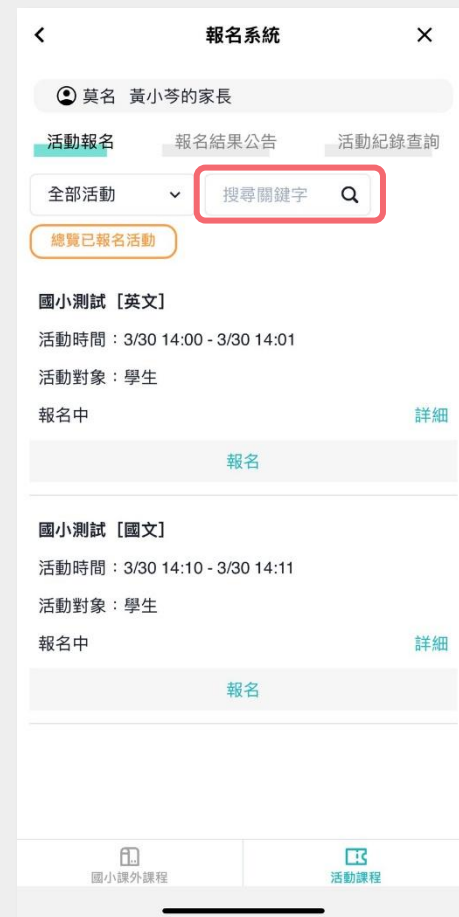 報名系統
莫名 黃小芩的家長
活動報名 報名結果公告 活動紀錄查詢
全部活動 搜尋關鍵字
總覽已報名活動
國小測試［英文］
活動時間：3/30 14:00 - 3/30 14:01
活動對象：學生
報名中 詳細
報名
國小測試［國文］
活動時間：3/30 14:10 - 3/30 14:11
活動對象：學生
報名中 詳細
報名
國小課外課程 活動課程